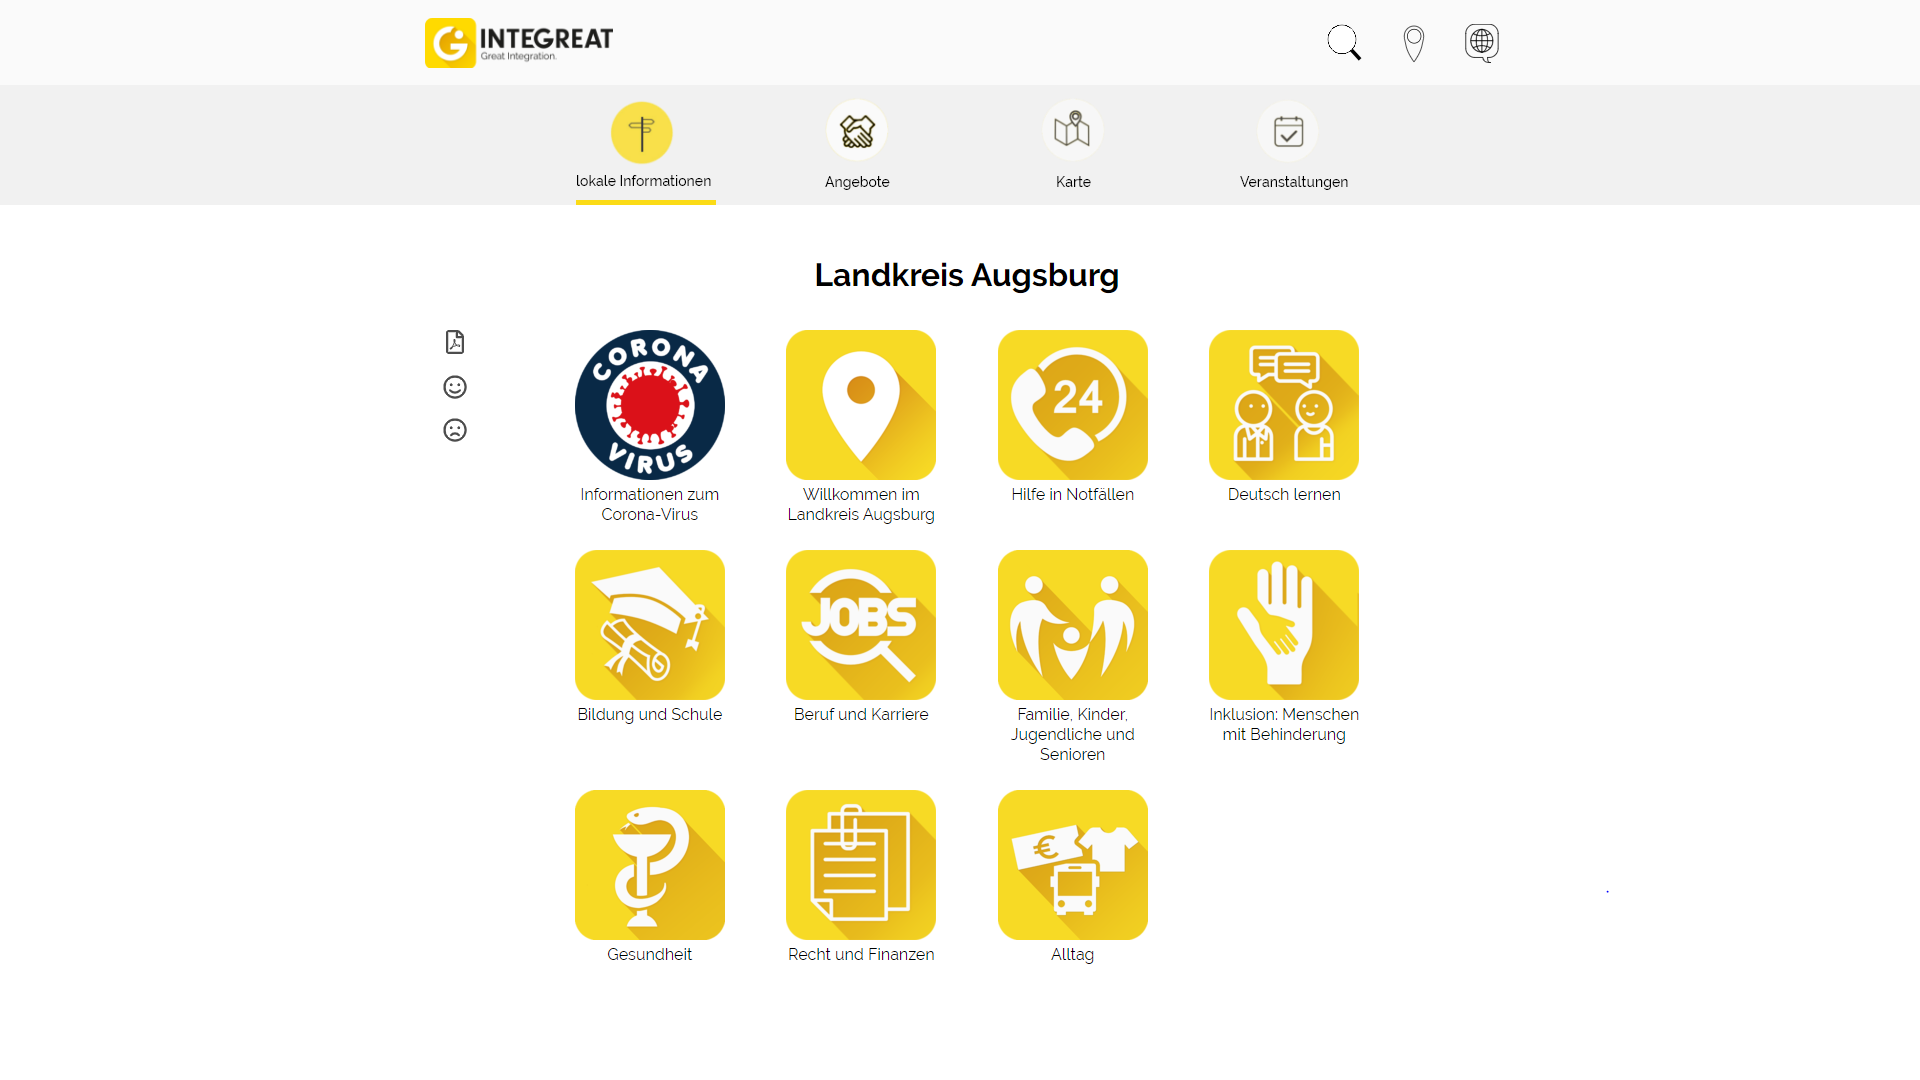 INTEGREAT
Great Integration.
lokale Informationen
Angebote
Karte
Veranstaltungen
Landkreis Augsburg
CORONA
VIRUS
Informationen zum
Corona-Virus
Willkommen im
Landkreis Augsburg
24
Hilfe in Notfällen
Deutsch lernen
Bildung und Schule
JOBS
Beruf und Karriere
Familie, Kinder,
Jugendliche und
Senioren
Inklusion: Menschen
mit Behinderung
Gesundheit
Recht und Finanzen
€
Alltag